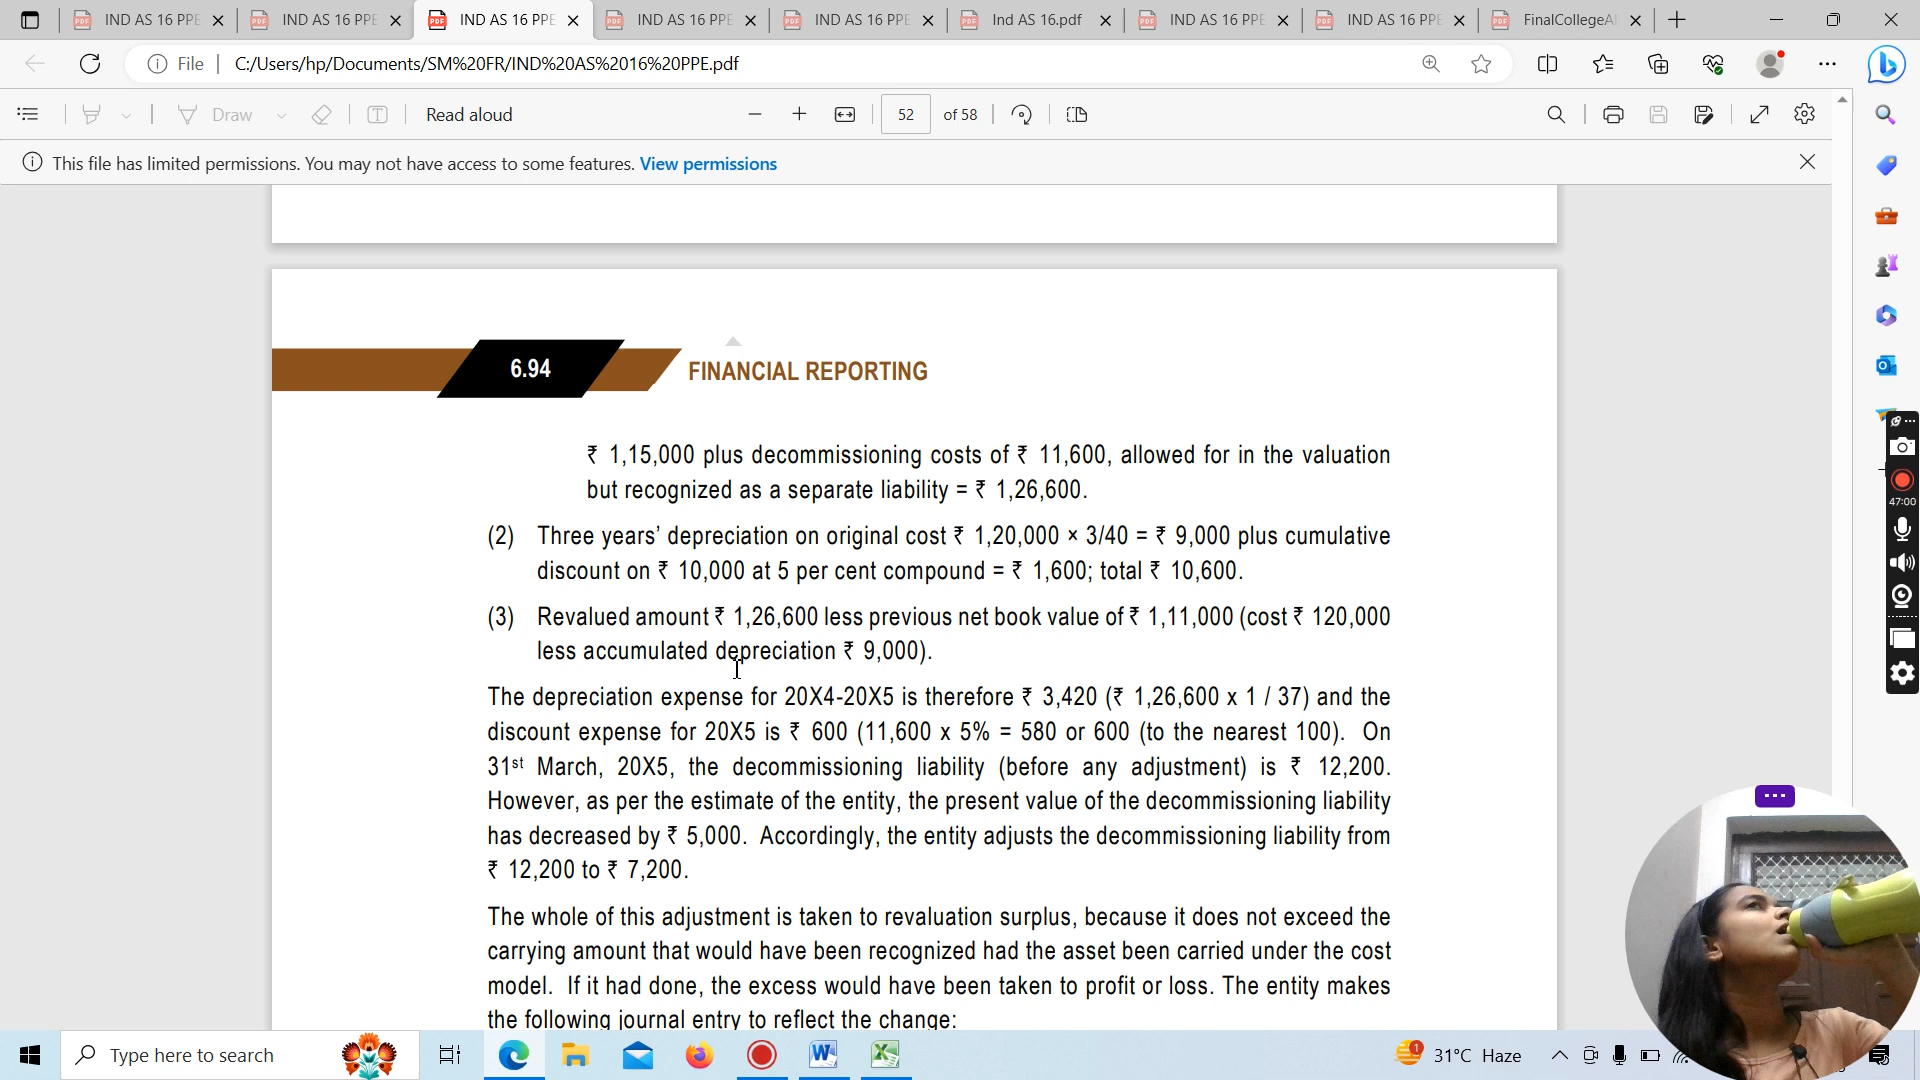 IND AS 16 PPE
IND AS 16 PPE
IND AS 16 PPE
IND AS 16 PPE
IND AS 16 PPE
Ind AS 16.pdf
IND AS 16 PPE
IND AS 16 PPE
FinalCollegeAl
File
C:/Users/hp/Documents/SM%20FR/IND%20AS%2016%20PPE.pdf
Draw
Read aloud
52 of 58
This file has limited permissions. You may not have access to some features. View permissions
6.94
FINANCIAL REPORTING
₹ 1,15,000 plus decommissioning costs of ₹ 11,600, allowed for in the valuation
but recognized as a separate liability = ₹ 1,26,600.
(2) Three years’ depreciation on original cost ₹ 1,20,000 × 3/40 = ₹ 9,000 plus cumulative
discount on ₹ 10,000 at 5 per cent compound = ₹ 1,600; total ₹ 10,600.
(3) Revalued amount ₹ 1,26,600 less previous net book value of ₹ 1,11,000 (cost ₹ 120,000
less accumulated depreciation ₹ 9,000).
The depreciation expense for 20X4-20X5 is therefore ₹ 3,420 (₹ 1,26,600 x 1 / 37) and the
discount expense for 20X5 is ₹ 600 (11,600 x 5% = 580 or 600 (to the nearest 100). On
31st March, 20X5, the decommissioning liability (before any adjustment) is ₹ 12,200.
However, as per the estimate of the entity, the present value of the decommissioning liability
has decreased by ₹ 5,000. Accordingly, the entity adjusts the decommissioning liability from
₹ 12,200 to ₹ 7,200.
The whole of this adjustment is taken to revaluation surplus, because it does not exceed the
carrying amount that would have been recognized had the asset been carried under the cost
model. If it had done, the excess would have been taken to profit or loss. The entity makes
the following journal entry to reflect the change:
47:00
Type here to search
1
31°C Haze